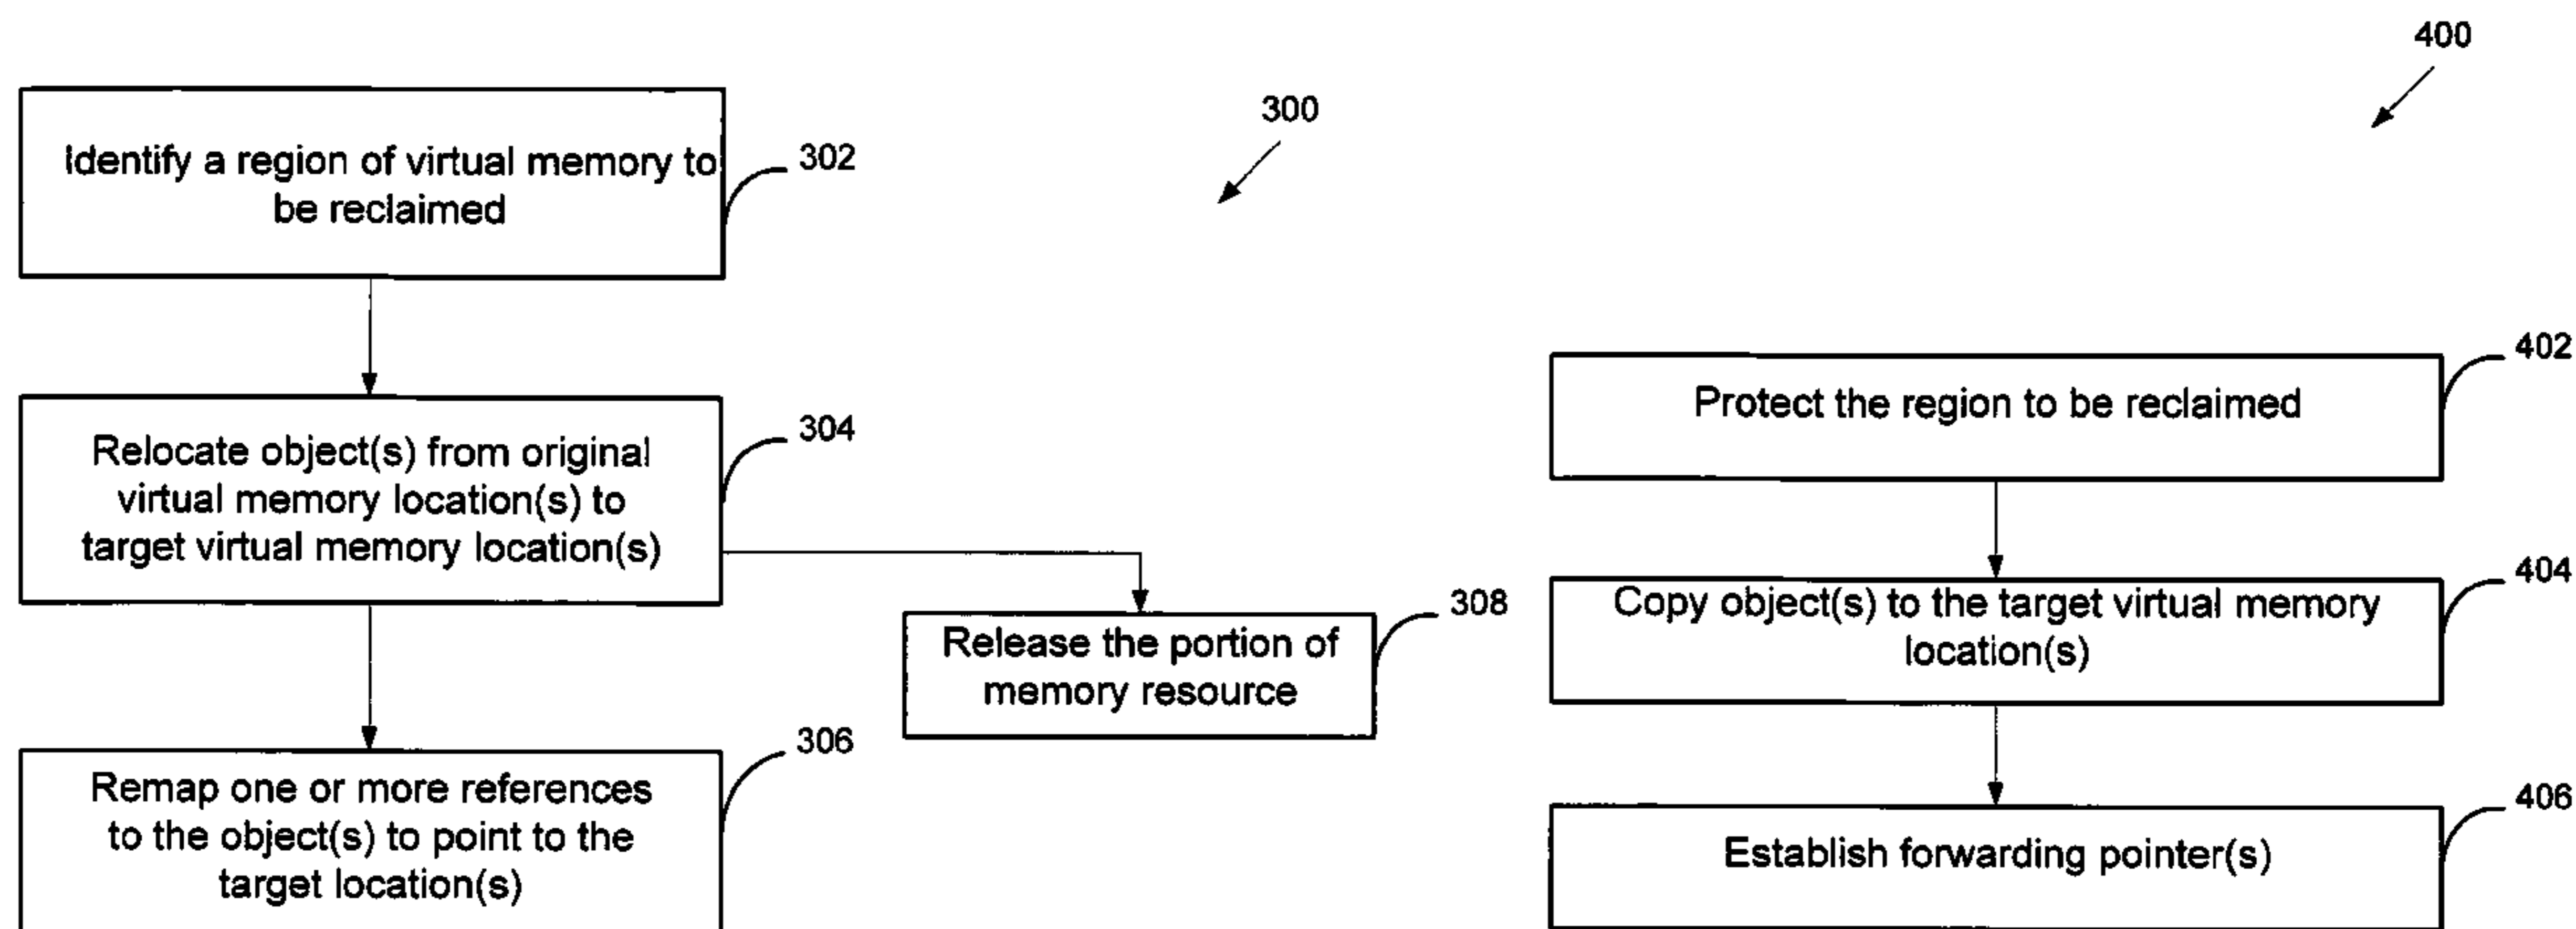 400
300
Identify a region of virtual memory to
be reclaimed
302
Relocate object(s) from original
virtual memory location(s) to
target virtual memory location(s)
304
Release the portion of
memory resource
308
Remap one or more references
to the object(s) to point to the
target location(s)
306
Protect the region to be reclaimed
402
Copy object(s) to the target virtual memory
location(s)
404
Establish forwarding pointer(s)
406